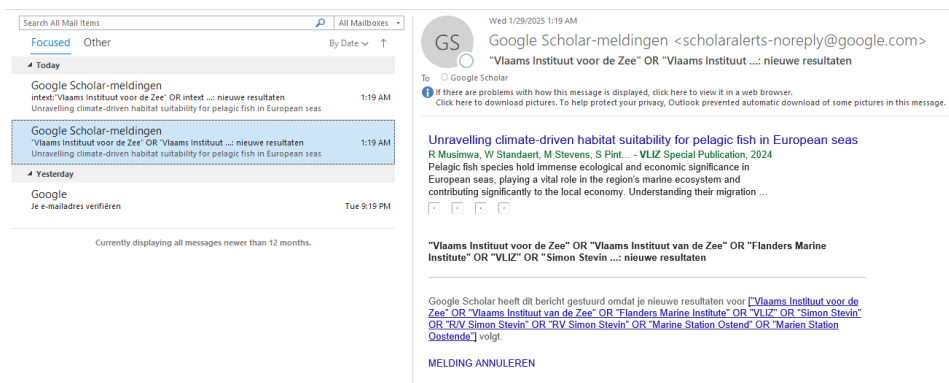 Search All Mail Items
All Mailboxes
Focused Other
By Date
Today
Google Scholar-meldingen
intext:"Vlaams Instituut voor de Zee" OR intext ...: nieuwe resultaten 1:19 AM
Unravelling climate-driven habitat suitability for pelagic fish in European seas
Google Scholar-meldingen
"Vlaams Instituut voor de Zee" OR "Vlaams Instituut ...: nieuwe resultaten 1:19 AM
Unravelling climate-driven habitat suitability for pelagic fish in European seas
Yesterday
Google
Je e-mailadres verifiëren Tue 9:19 PM
Currently displaying all messages newer than 12 months.
GS
Wed 1/29/2025 1:19 AM
Google Scholar-meldingen <scholaralerts-noreply@google.com>
"Vlaams Instituut voor de Zee" OR "Vlaams Instituut ...: nieuwe resultaten
To Google Scholar
If there are problems with how this message is displayed, click here to view it in a web browser.
Click here to download pictures. To help protect your privacy, Outlook prevented automatic download of some pictures in this message.
Unravelling climate-driven habitat suitability for pelagic fish in European seas
R Musimwa, W Standaert, M Stevens, S Pint... - VLIZ Special Publication, 2024
Pelagic fish species hold immense ecological and economic significance in
European seas, playing a vital role in the region's marine ecosystem and
contributing significantly to the local economy. Understanding their migration ...
"Vlaams Instituut voor de Zee" OR "Vlaams Instituut van de Zee" OR "Flanders Marine
Institute" OR "VLIZ" OR "Simon Stevin ...: nieuwe resultaten
Google Scholar heeft dit bericht gestuurd omdat je nieuwe resultaten voor ["Vlaams Instituut voor de
Zee" OR "Vlaams Instituut van de Zee" OR "Flanders Marine Institute" OR "VLIZ" OR "Simon Stevin"
OR "R/V Simon Stevin" OR "RV Simon Stevin" OR "Marine Station Ostend" OR "Marien Station
Oostende"] volgt.
MELDING ANNULEREN